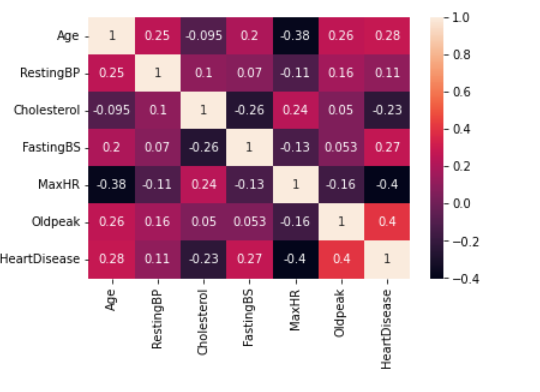 Age 1 0.25 -0.095 0.2 -0.38 0.26 0.28
RestingBP 0.25 1 0.1 0.07 -0.11 0.16 0.11
Cholesterol -0.095 0.1 1 -0.26 0.24 0.05 -0.23
FastingBS 0.2 0.07 -0.26 1 -0.13 0.053 0.27
MaxHR -0.38 -0.11 0.24 -0.13 1 -0.16 -0.4
Oldpeak 0.26 0.16 0.05 0.053 -0.16 1 0.4
HeartDisease 0.28 0.11 -0.23 0.27 -0.4 0.4 1
Age RestingBP Cholesterol FastingBS MaxHR Oldpeak HeartDisease
1.0
0.8
0.6
0.4
0.2
0.0
−0.2
−0.4